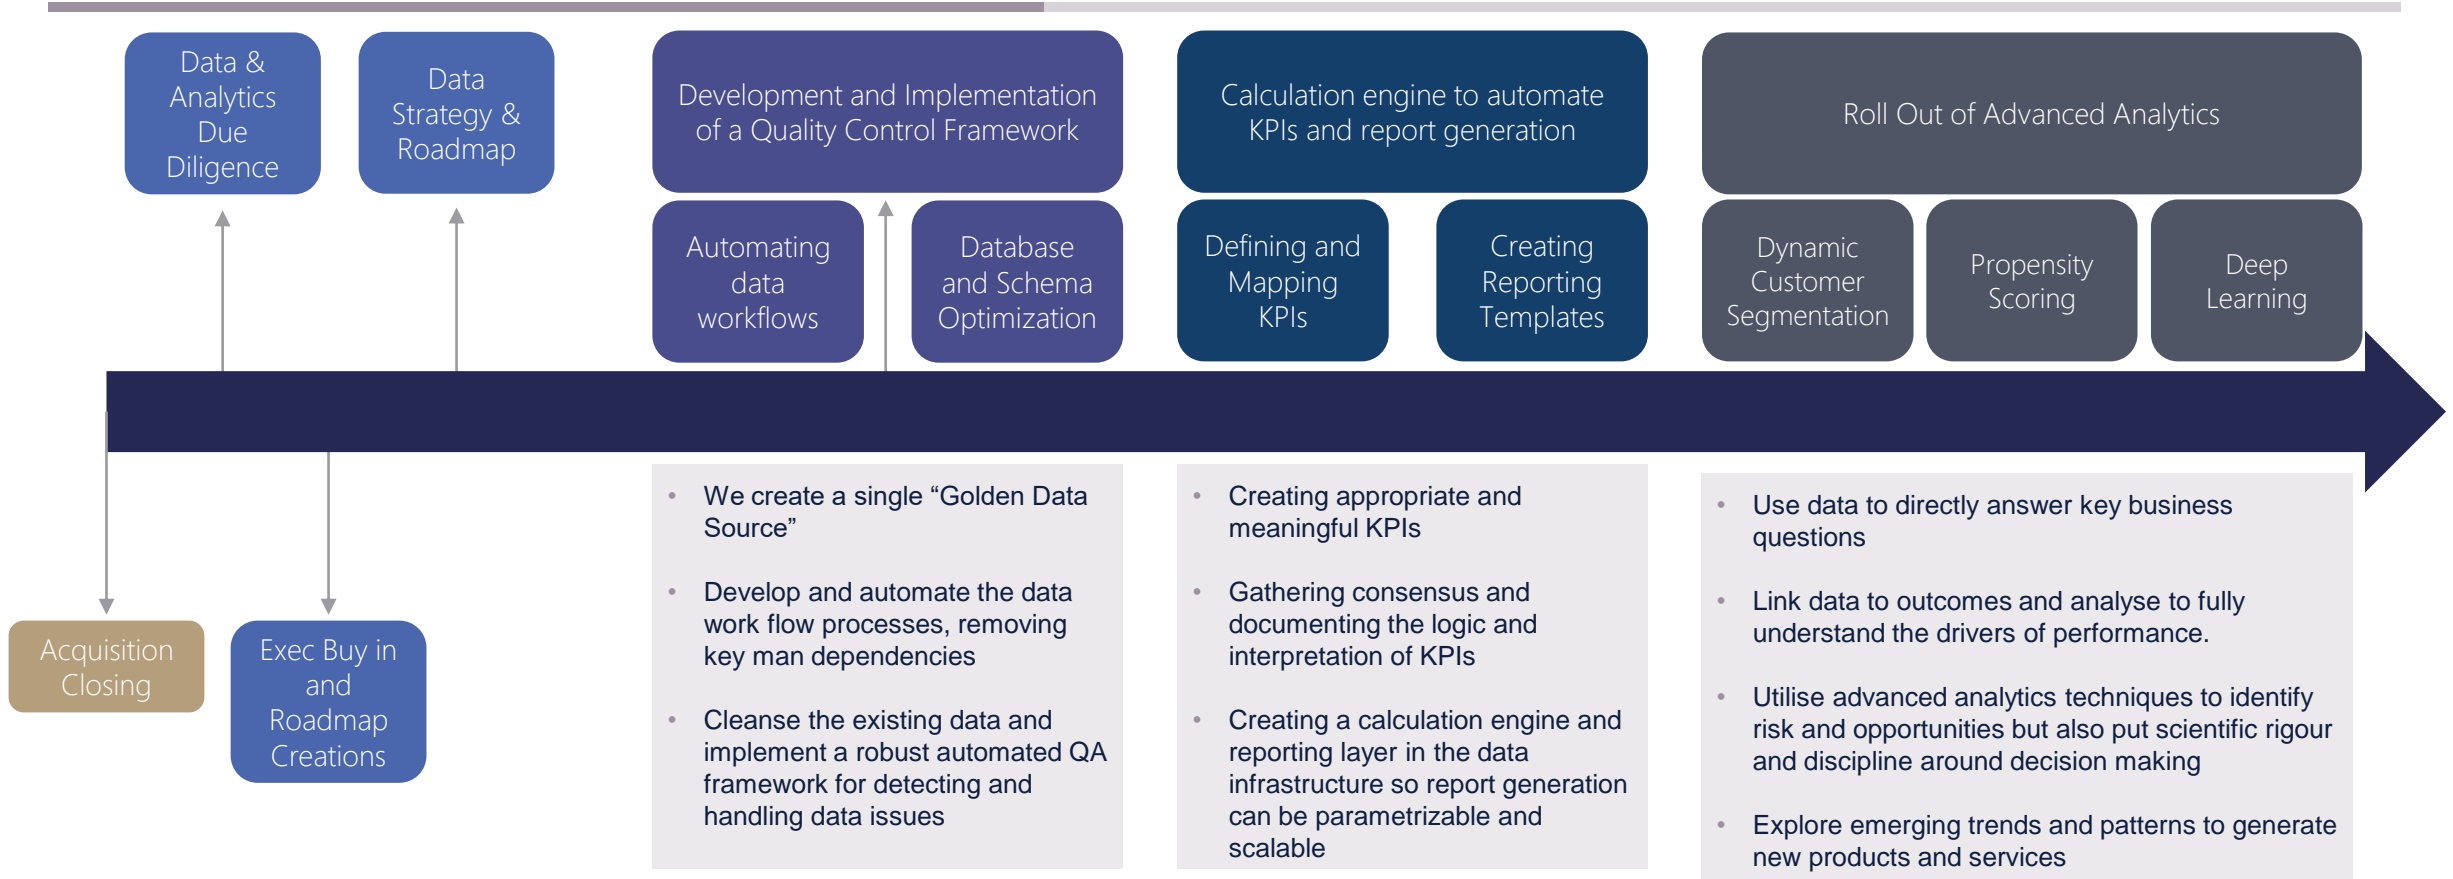 Data &
Analytics
Due
Diligence
Data
Strategy &
Roadmap
Development and Implementation
of a Quality Control Framework
Automating
data
workflows
Database
and Schema
Optimization
Calculation engine to automate
KPIs and report generation
Defining and
Mapping
KPIs
Creating
Reporting
Templates
Roll Out of Advanced Analytics
Dynamic
Customer
Segmentation
Propensity
Scoring
Deep
Learning
Acquisition
Closing
Exec Buy in
and
Roadmap
Creations
• We create a single “Golden Data
Source”
• Develop and automate the data
work flow processes, removing
key man dependencies
• Cleanse the existing data and
implement a robust automated QA
framework for detecting and
handling data issues
• Creating appropriate and
meaningful KPIs
• Gathering consensus and
documenting the logic and
interpretation of KPIs
• Creating a calculation engine and
reporting layer in the data
infrastructure so report generation
can be parametrizable and
scalable
• Use data to directly answer key business
questions
• Link data to outcomes and analyse to fully
understand the drivers of performance.
• Utilise advanced analytics techniques to identify
risk and opportunities but also put scientific rigour
and discipline around decision making
• Explore emerging trends and patterns to generate
new products and services